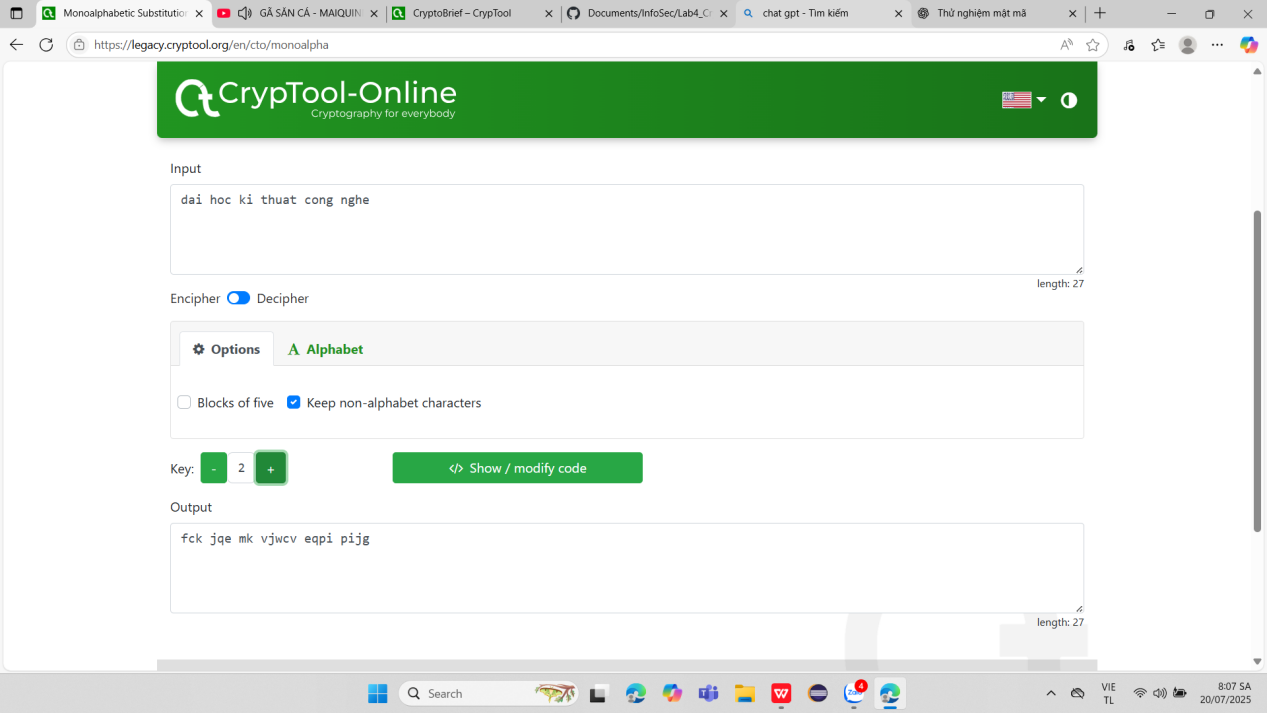 Monoalphabetic Substitution
GÃ SĂN CÁ - MAIQUIN
CryptoBrief – CrypTool
Documents/InoSec/Lab4_Cr
chat gpt - Tìm kiếm
Thử nghiệm mật mã
https://legacy.cryptool.org/en/cto/monoalpha
CrypTool-Online
Cryptography for everybody
Input
dai hoc ki thuat cong nghe
length: 27
Encipher Decipher
Options A Alphabet
Blocks of five Keep non-alphabet characters
Key: - 2 + </> Show / modify code
Output
fck jqe mk vjwcv eqpi pijg
length: 27
Search
4
Zalo
VIE
TL
8:07 SA
20/07/2025